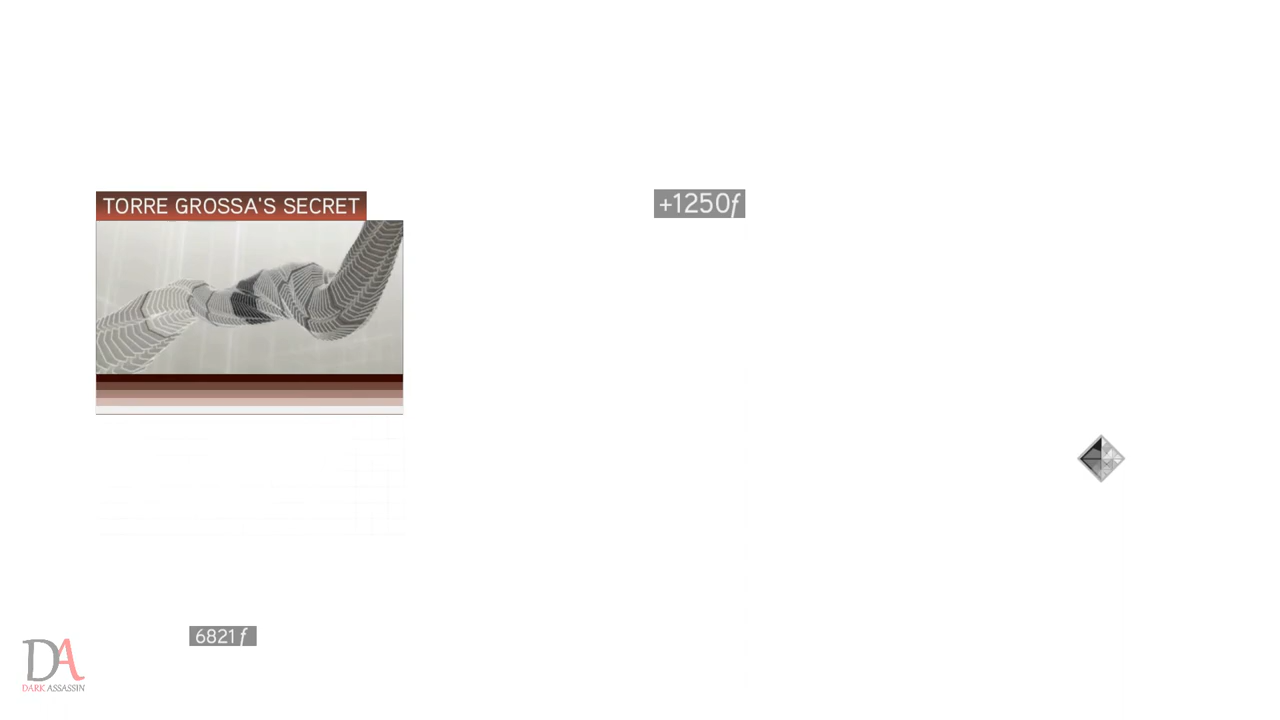 TORRE GROSSA'S SECRET
+1250ƒ
6821ƒ
DA
DARK ASSASSIN